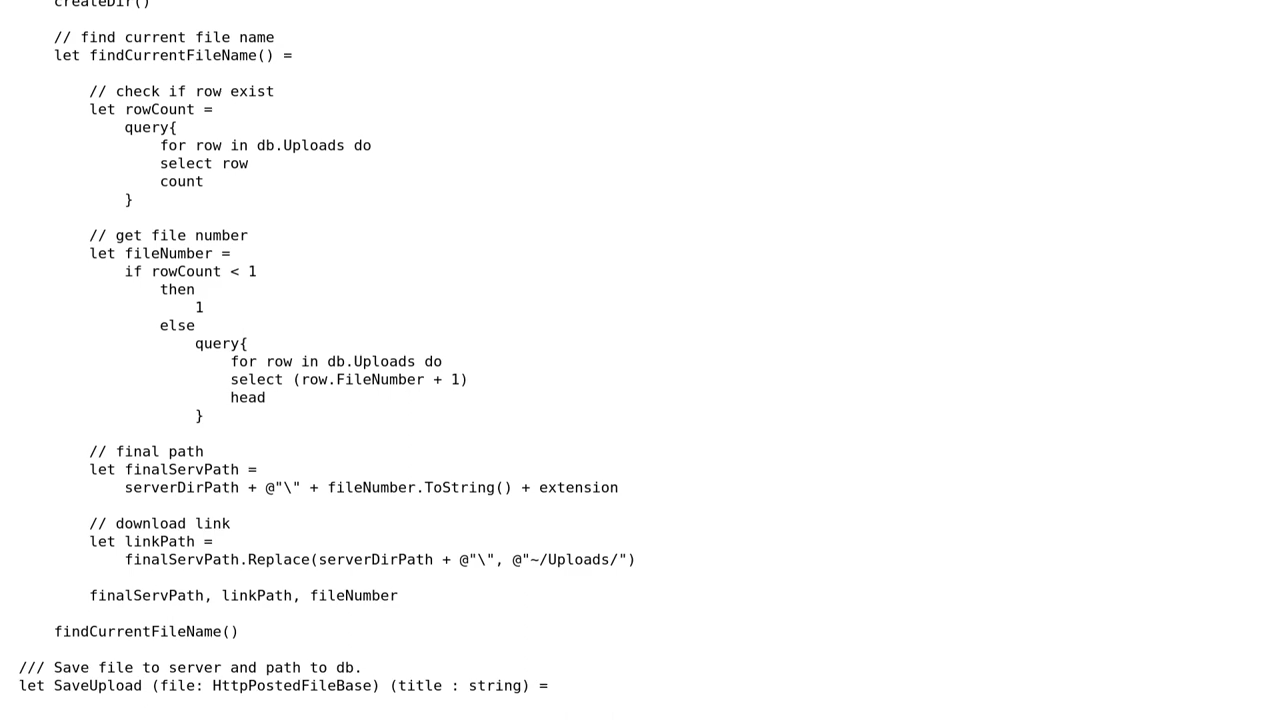 createDir()
// find current file name
let findCurrentFileName() =
// check if row exist
let rowCount =
query{
for row in db.Uploads do
select row
count
}
// get file number
let fileNumber =
if rowCount < 1
then
1
else
query{
for row in db.Uploads do
select (row.FileNumber + 1)
head
}
// final path
let finalServPath =
serverDirPath + @"\" + fileNumber.ToString() + extension
// download link
let linkPath =
finalServPath.Replace(serverDirPath + @"\", @"~/Uploads/")
finalServPath, linkPath, fileNumber
findCurrentFileName()
/// Save file to server and path to db.
let SaveUpload (file: HttpPostedFileBase) (title : string) =